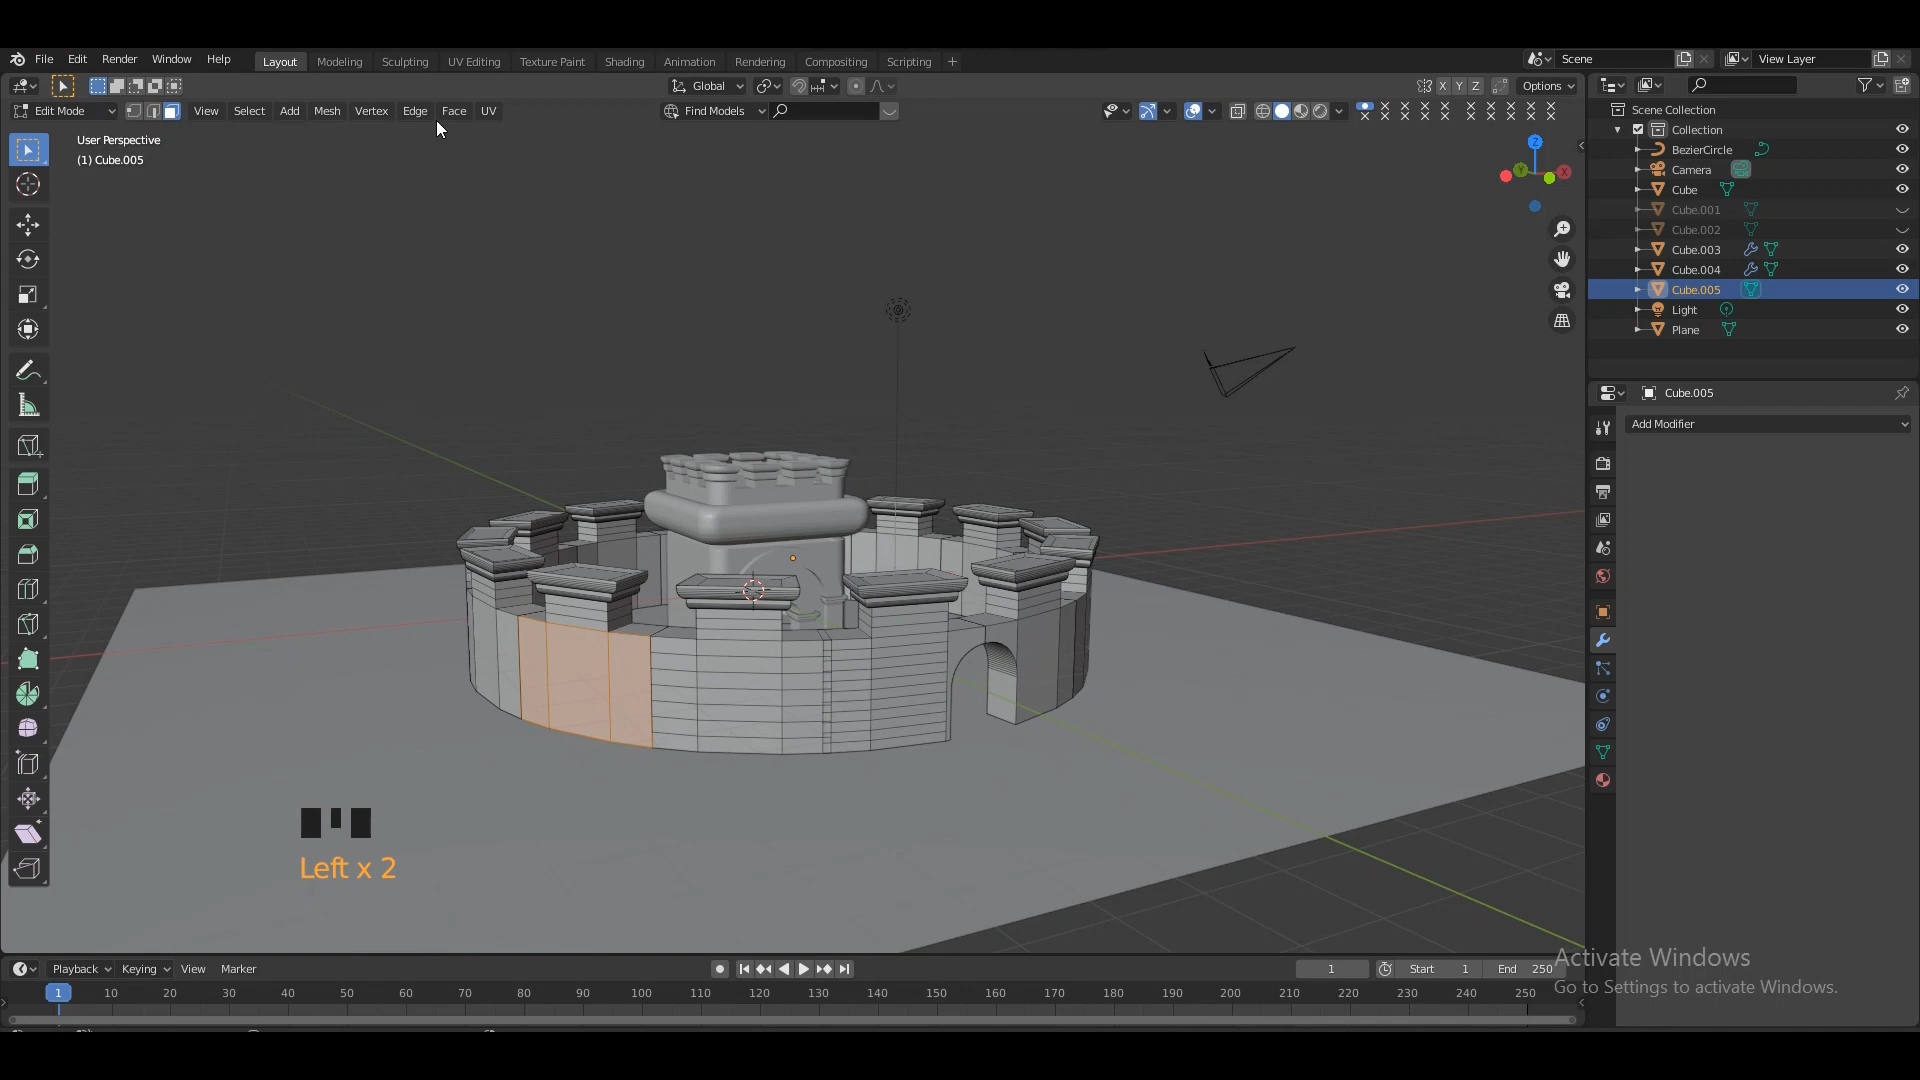 File Edit Render Window Help Layout Modeling Sculpting UV Editing Texture Paint Shading Animation Rendering Compositing Scripting + Scene View Layer
Global Options
X Y Z
Edit Mode View Select Add Mesh Vertex Edge Face UV Find Models
User Perspective
(1) Cube.005
Scene Collection
Collection
BezierCircle
Camera
Cube
Cube.001
Cube.002
Cube.003
Cube.004
Cube.005
Light
Plane
Z
Y
X
Cube.005
Add Modifier
Left x 2
Activate Windows
Go to Settings to activate Windows.
Playback Keying View Marker 1 Start 1 End 250
1 10 20 30 40 50 60 70 80 90 100 110 120 130 140 150 160 170 180 190 200 210 220 230 240 250